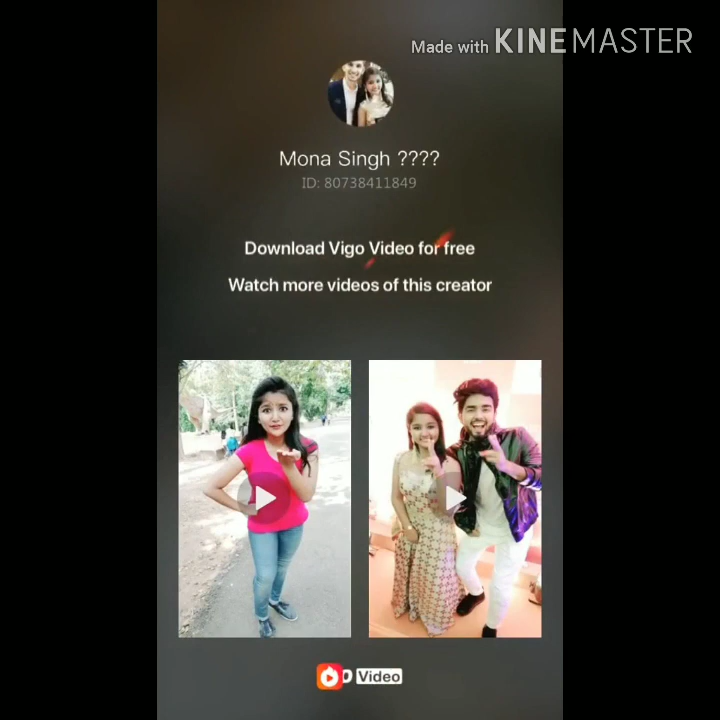 Made with KINEMASTER
Mona Singh ????
ID: 80738411849
Download Vigo Video for free
Watch more videos of this creator
Video